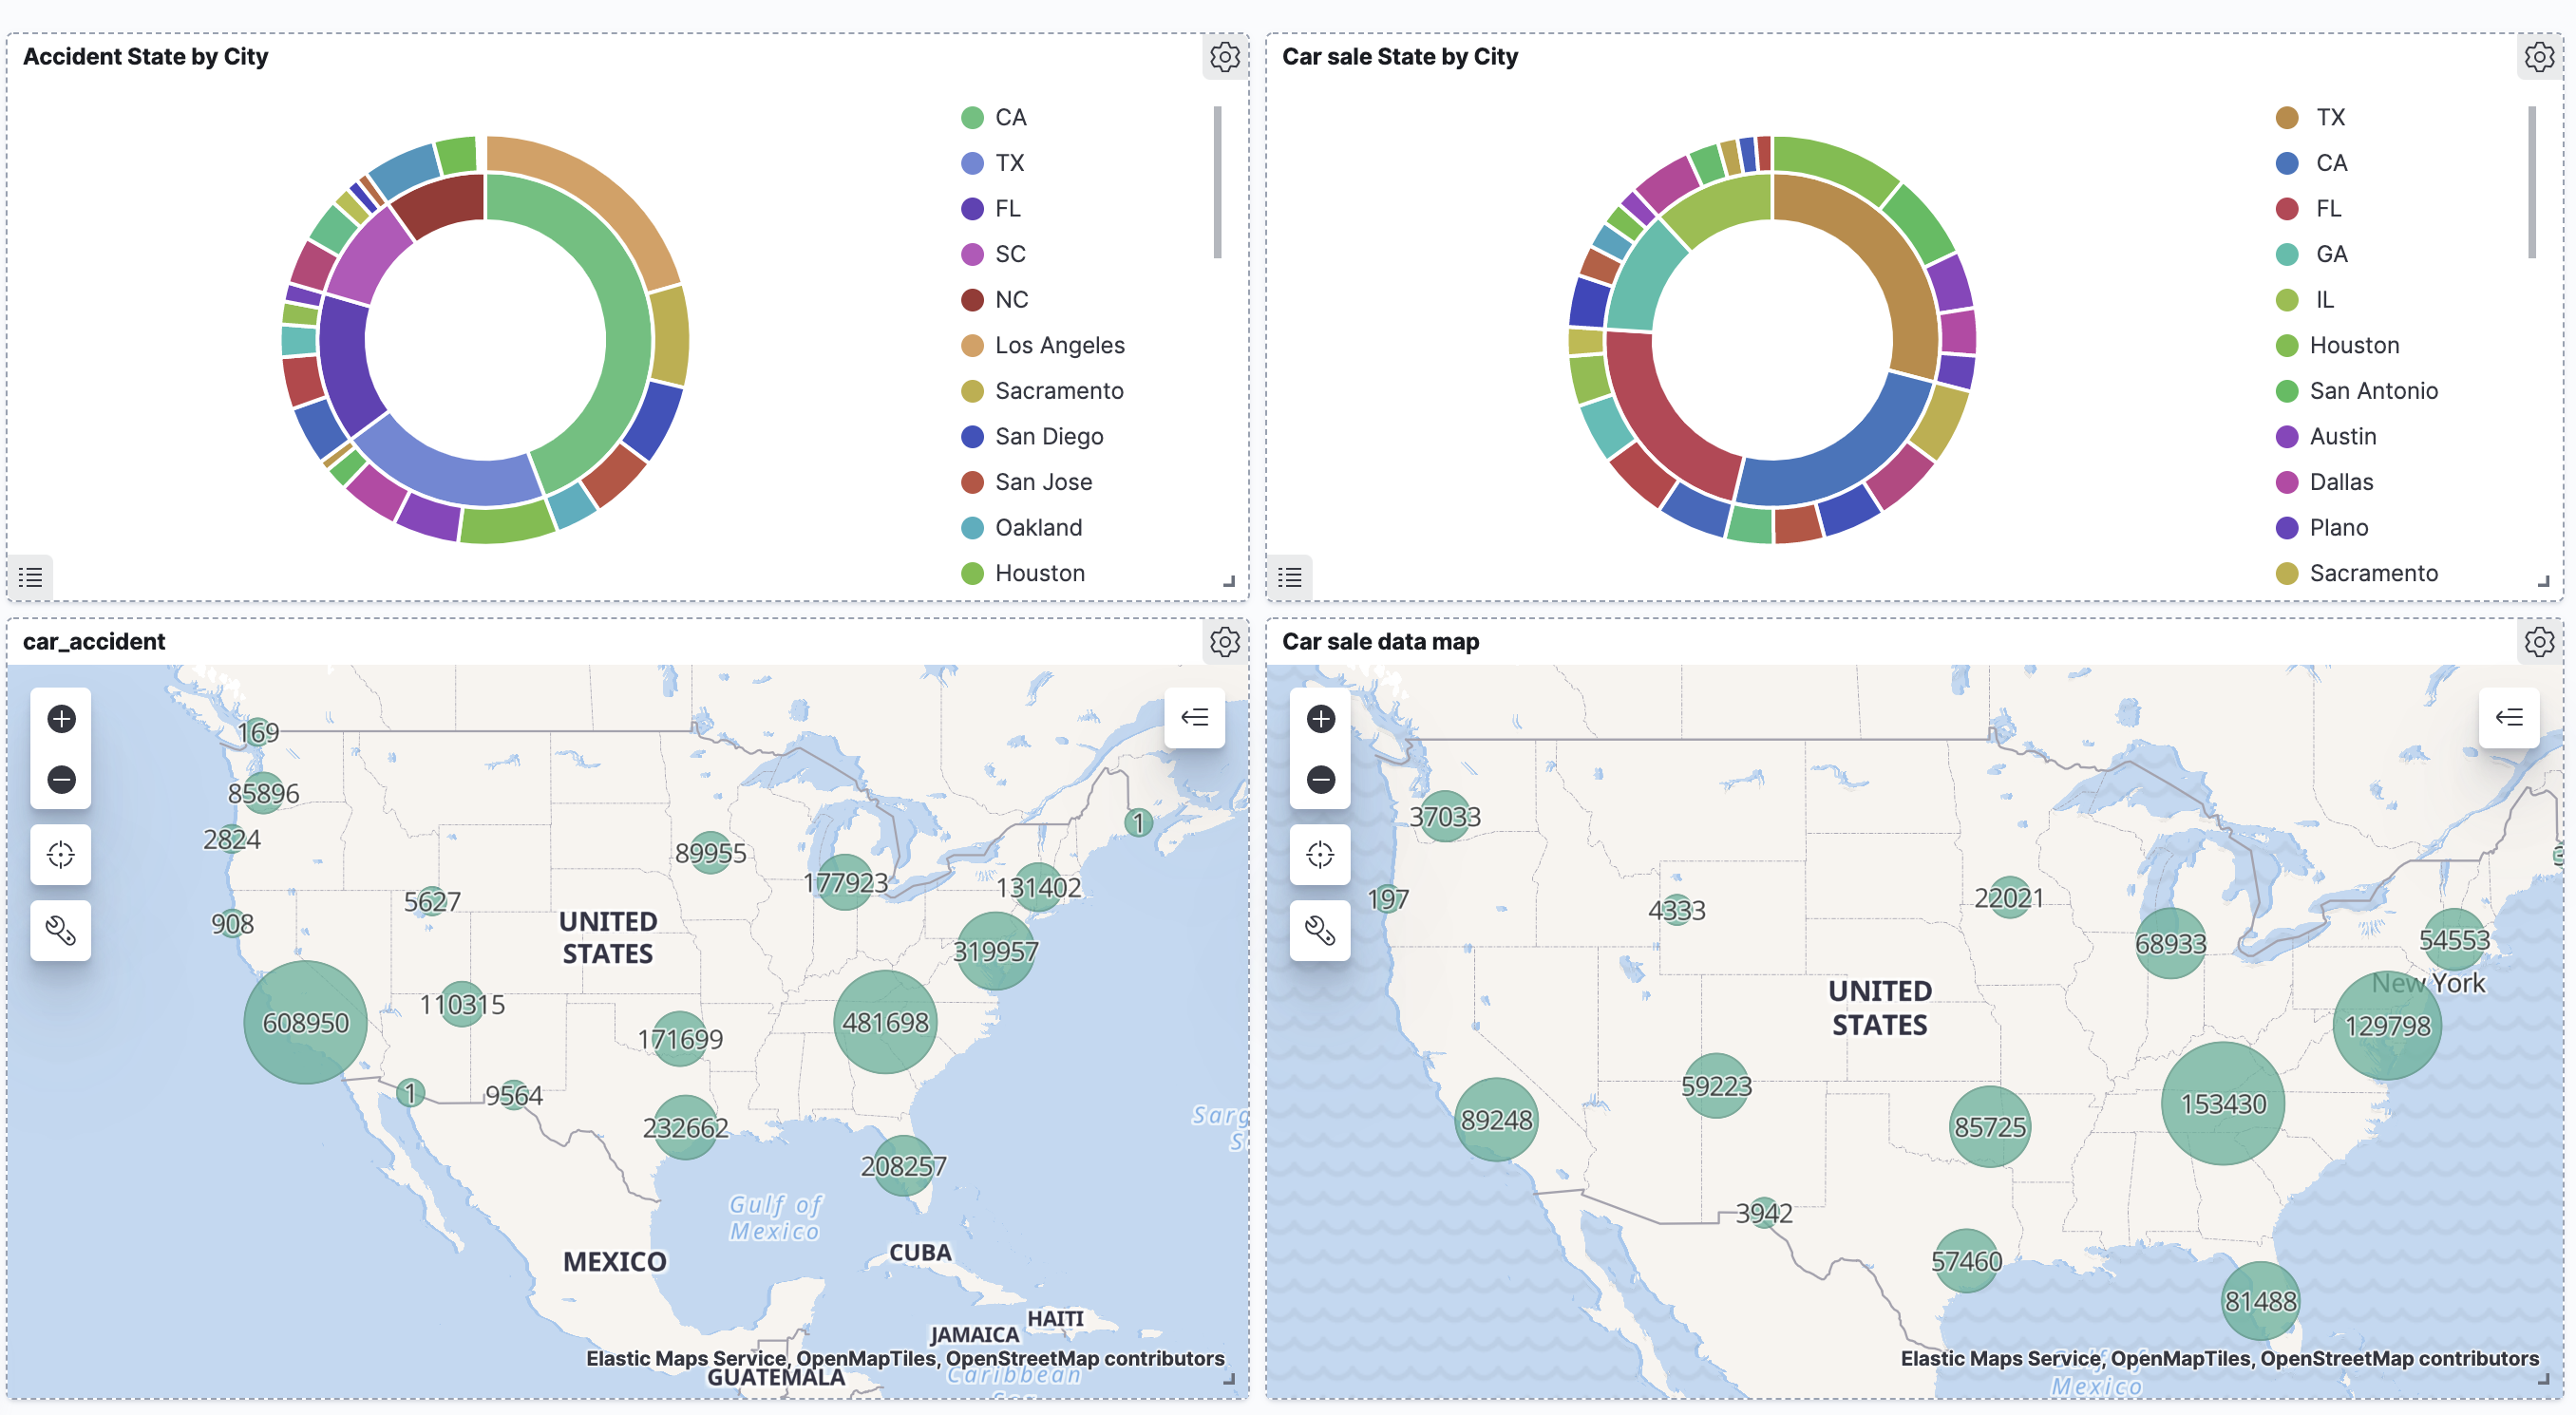 Accident State by City
CA
TX
FL
SC
NC
Los Angeles
Sacramento
San Diego
San Jose
Oakland
Houston
Car sale State by City
TX
CA
FL
GA
IL
Houston
San Antonio
Austin
Dallas
Plano
Sacramento
car_accident
169
85896
2824
89955
1
177923
131402
5627
908
UNITED
STATES
319957
110315
608950
481698
171699
1
9564
232662
208257
Sarg
S
Gulf of
Mexico
MEXICO
CUBA
HAITI
JAMAICA
Elastic Maps Service, OpenMapTiles, OpenStreetMap contributors
GUATEMALA
Caribbean
Car sale data map
37033
197
4333
22021
68933
54553
New York
UNITED
STATES
129798
59223
89248
85725
153430
3942
57460
81488
Elastic Maps Service, OpenMapTiles, OpenStreetMap contributors
Gulf of
Mexico